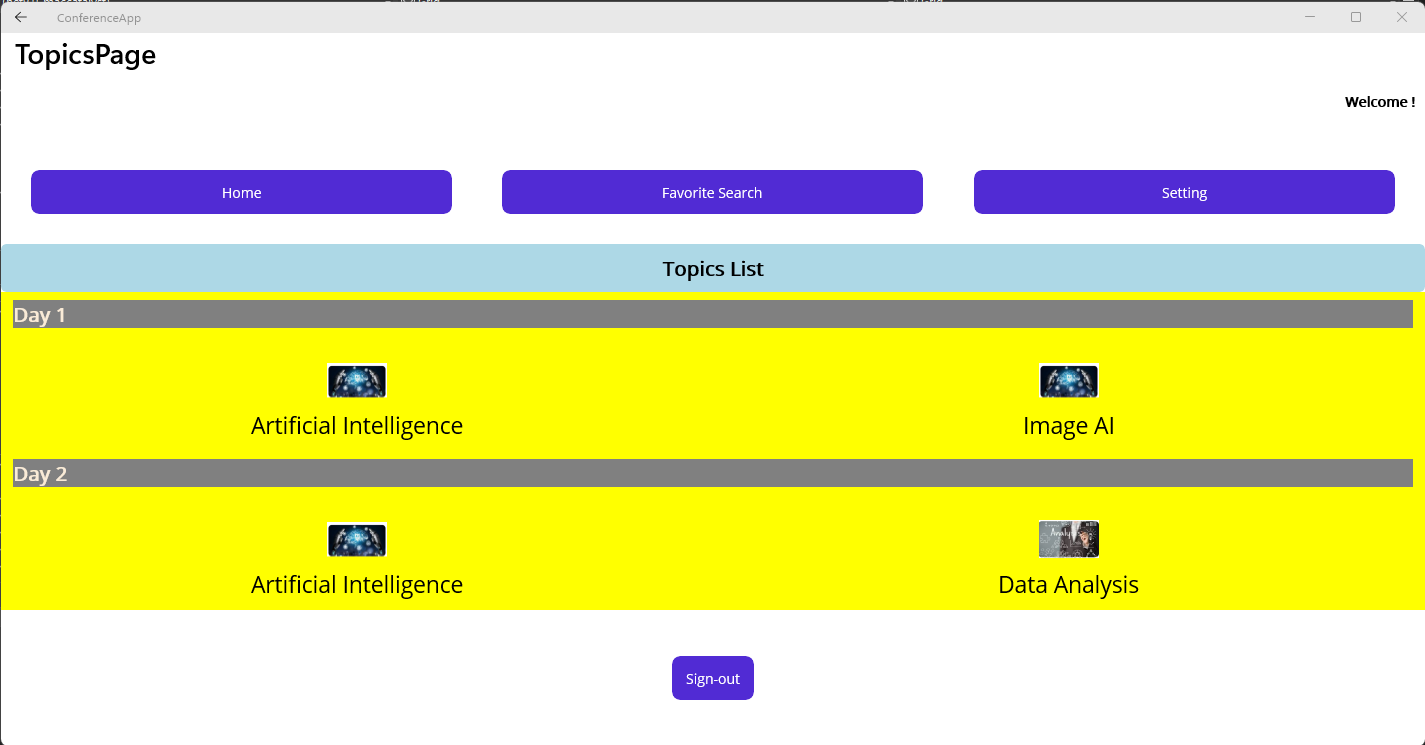 ConferenceApp
TopicsPage
Welcome !
Home Favorite Search Setting
Topics List
Day 1
Artificial Intelligence Image AI
Day 2
Analysis
Artificial Intelligence Data Analysis
Sign-out